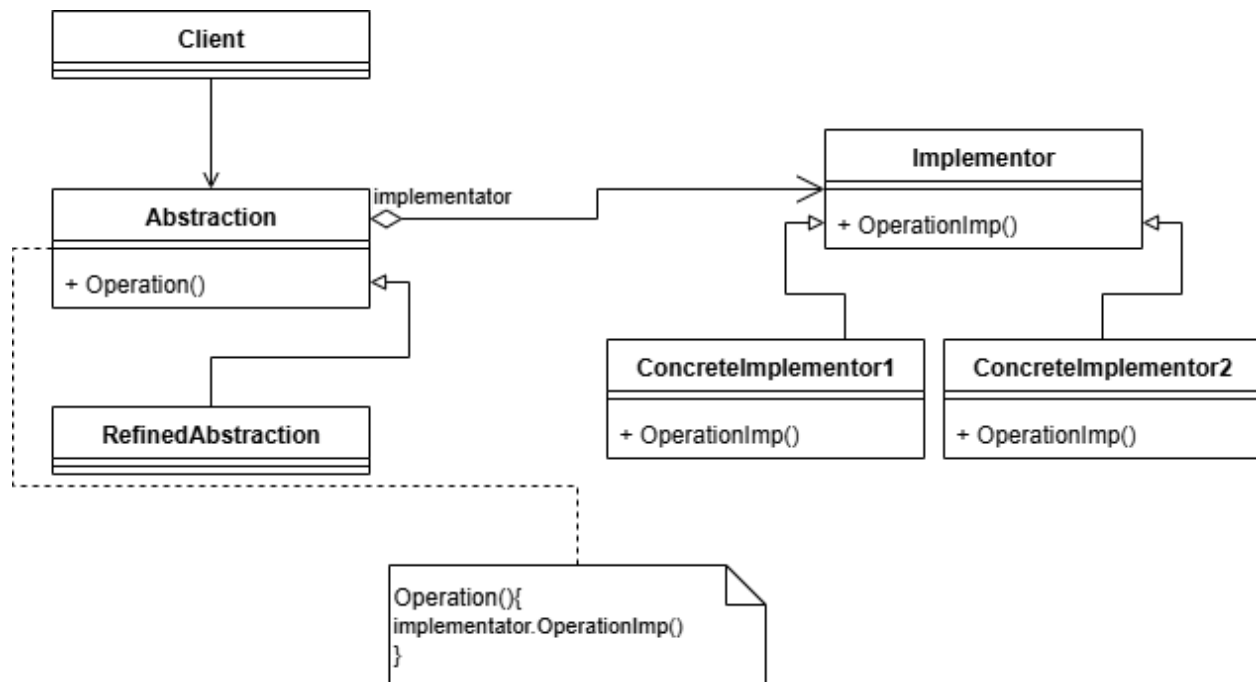 Client
Abstraction
+ Operation()
implementator
Implementor
+ OperationImp()
ConcreteImplementor1
+ OperationImp()
ConcreteImplementor2
+ OperationImp()
RefinedAbstraction
Operation(){
implementator.OperationImp()
}